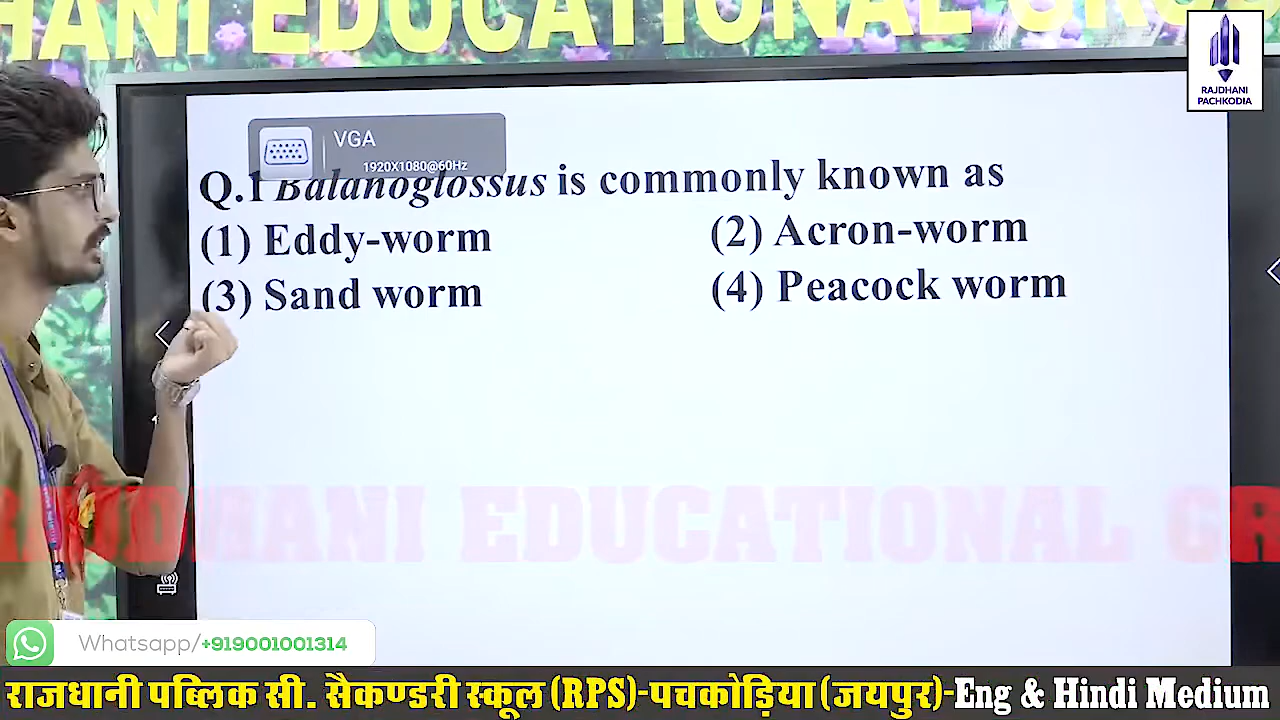 HANI EDUCATIONAL GRO
RAJDHANI
PACHKODIA
VGA
1920X1080@60Hz
Q.1 Balanoglossus is commonly known as
(1) Eddy-worm
(2) Acron-worm
(3) Sand worm
(4) Peacock worm
RAJDHANI EDUCATIONAL GR
Whatsapp/+919001001314
राजधानी पब्लिक सी. सैकण्डरी स्कूल (RPS)-पचकोड़िया (जयपुर)-Eng & Hindi Medium